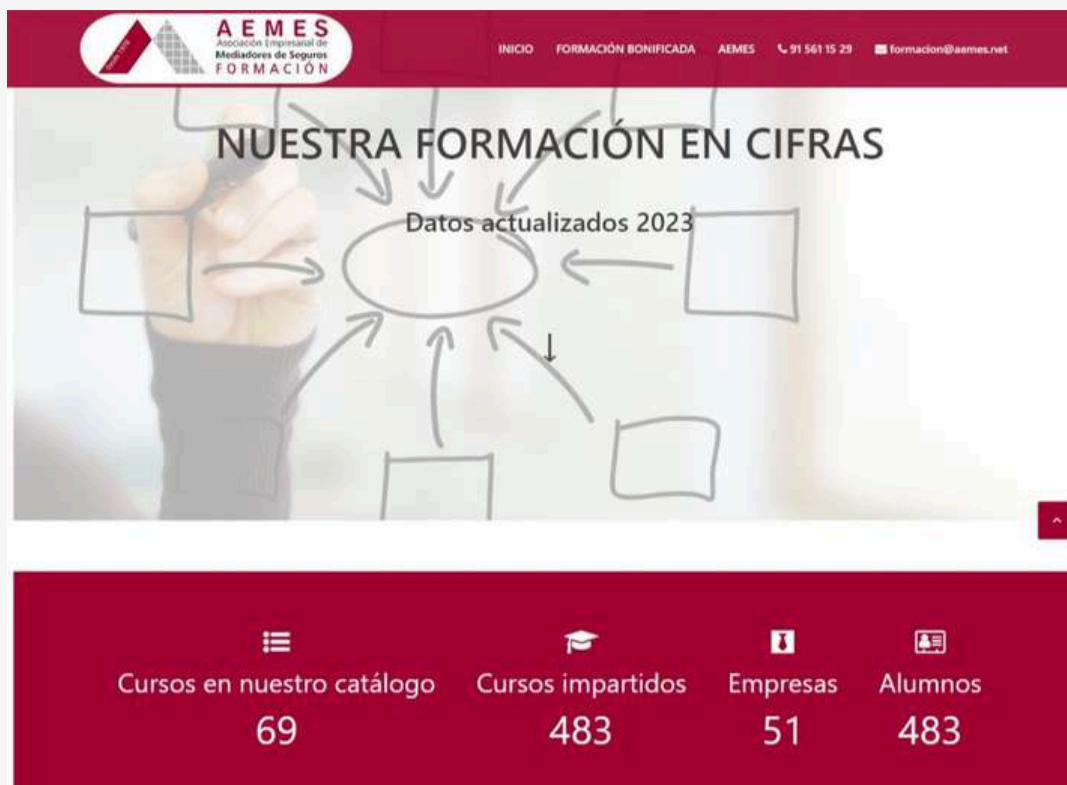 AEMES
Asociación Empresarial de
Mediadores de Seguros
FORMACIÓN
INICIO FORMACIÓN BONIFICADA AEMES 91 561 15 29 formacion@aemes.net
NUESTRA FORMACIÓN EN CIFRAS
Datos actualizados 2023
↓
Cursos en nuestro catálogo Cursos impartidos Empresas Alumnos
69 483 51 483